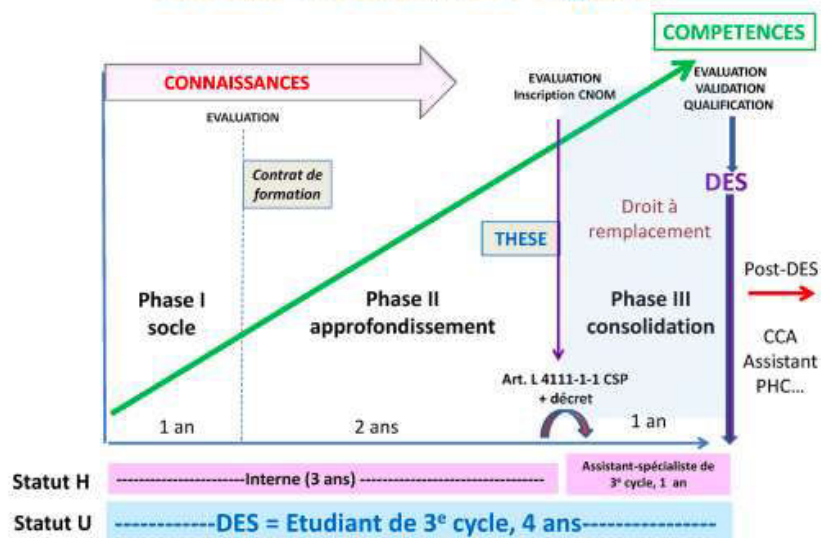 COMPETENCES
CONNAISSANCES
EVALUATION
Inscription CNOM
EVALUATION
VALIDATION
QUALIFICATION
EVALUATION
Contrat de
formation
DES
THESE
Droit à
remplacement
Post-DES
Phase I
socle
Phase II
approfondissement
Phase III
consolidation
CCA
Assistant
PHC...
Art. L 4111-1-1 CSP
+ décret
1 an
2 ans
1 an
Statut H
-------------------Interne (3 ans) ---------------------------
Assistant-spécialiste de
3e cycle, 1 an
Statut U
------------DES = Etudiant de 3e cycle, 4 ans------------------